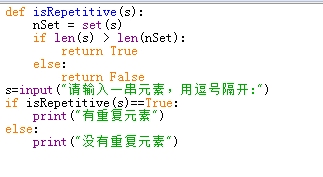 def isRepetitive(s):
    nSet = set(s)
    if len(s) > len(nSet):
        return True
    else:
        return False
s=input("请输入一串元素，用逗号隔开:")
if isRepetitive(s)==True:
    print("有重复元素")
else:
    print("没有重复元素")